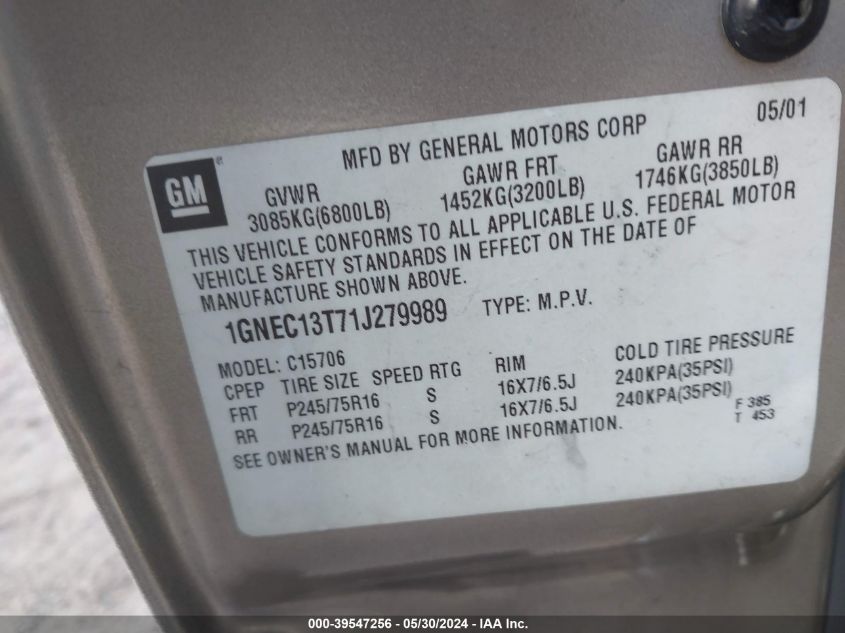 05/01
MFD BY GENERAL MOTORS CORP
GM
GVWR GAWR FRT GAWR RR
3085KG(6800LB) 1452KG(3200LB) 1746KG(3850LB)
THIS VEHICLE CONFORMS TO ALL APPLICABLE U.S. FEDERAL MOTOR
VEHICLE SAFETY STANDARDS IN EFFECT ON THE DATE OF
MANUFACTURE SHOWN ABOVE.
1GNEC13T71J279989 TYPE: M.P.V.
MODEL: C15706
CPEP TIRE SIZE SPEED RTG RIM COLD TIRE PRESSURE
FRT P245/75R16 S 16X7/6.5J 240KPA(35PSI)
RR P245/75R16 S 16X7/6.5J 240KPA(35PSI)
SEE OWNER'S MANUAL FOR MORE INFORMATION.
F 385
T 453
000-39547256 - 05/30/2024 - IAA Inc.